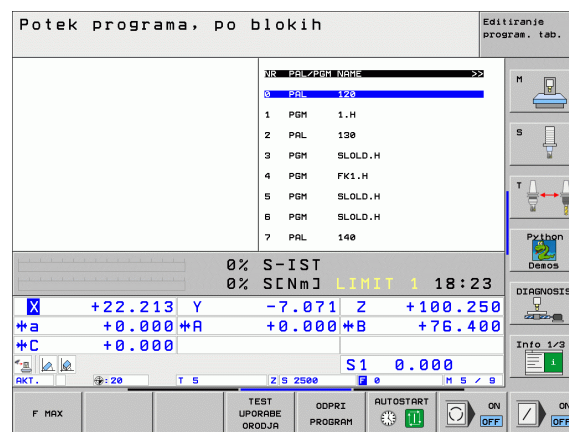 Potek programa, po blokih
Editiranje
program. tab.
NR PAL/PGM NAME >>
0 PAL 120
1 PGM 1.H
2 PAL 130
3 PGM SLOLD.H
4 PGM FK1.H
5 PGM SLOLD.H
6 PGM SLOLD.H
7 PAL 140
0% S-IST
0% S[Nm] LIMIT 1 18:23
X +22.213 Y -7.071 Z +100.250
a +0.000 A +0.000 B +76.400
C +0.000
S1 0.000
AKT. : 20 T 5 Z S 2500 F 0 M 5 / 9
M
S
T
Python
Demos
DIAGNOSIS
Info 1/3
i
F MAX
TEST
UPORABE
ORODJA
ODPRI
PROGRAM
AUTOSTART
ON
OFF
ON
OFF